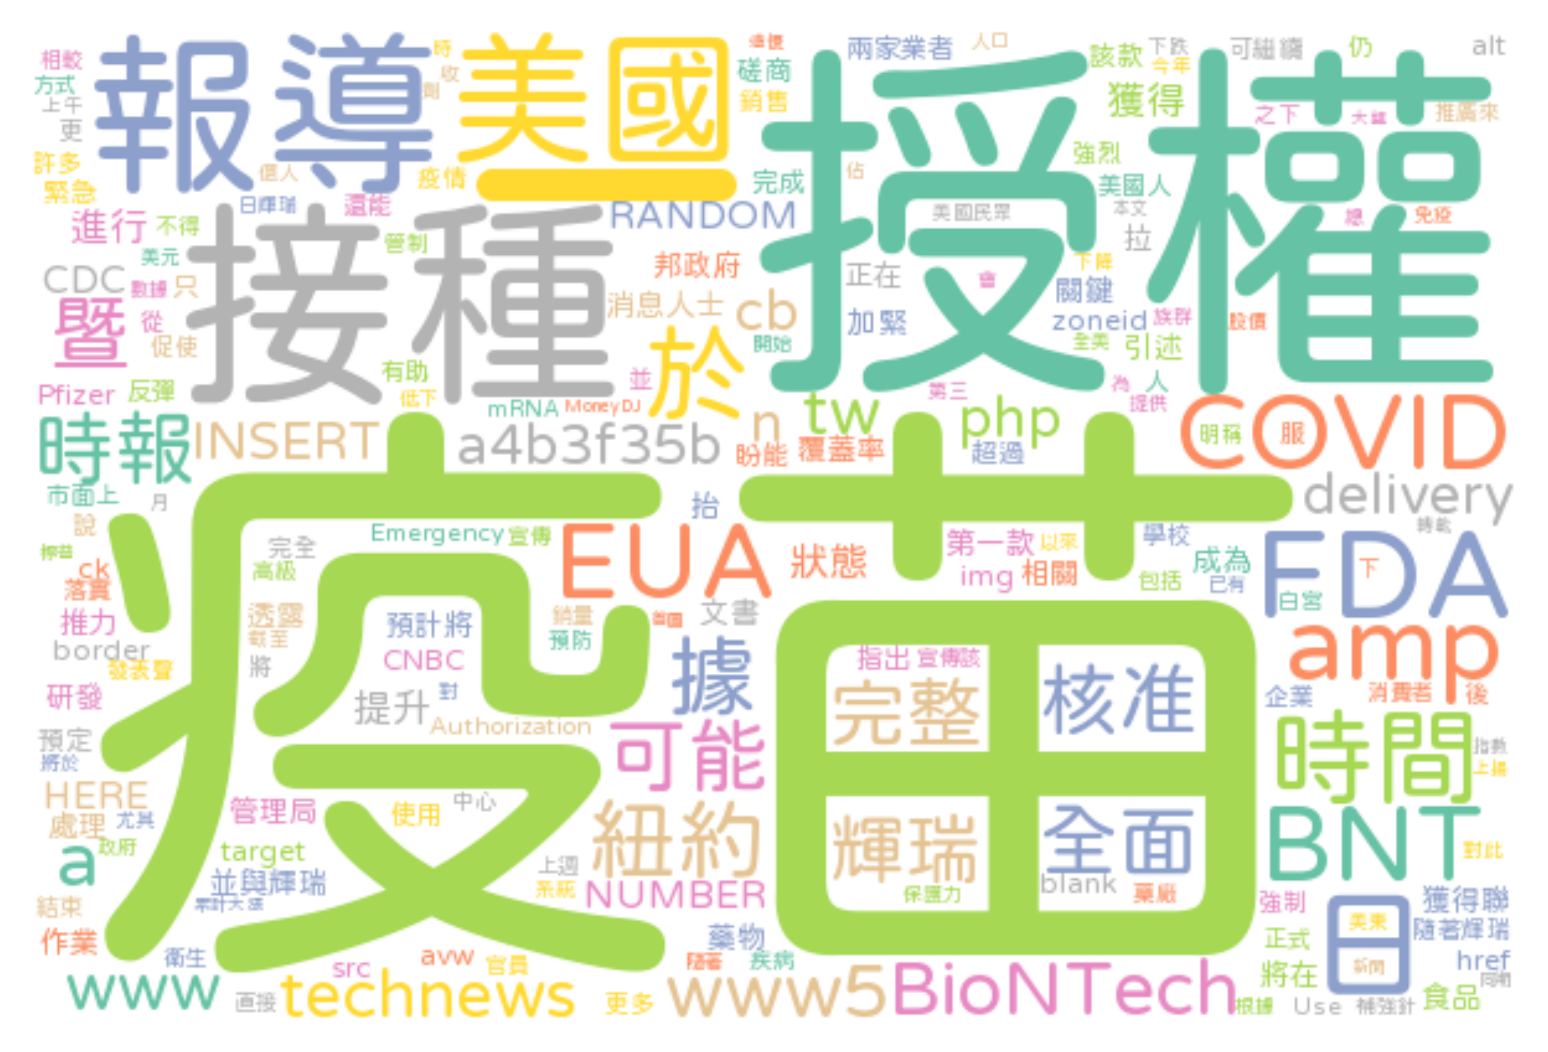 相較
報導
時
美國
準便
兩家業者
人口
該款
下跌
可繼續
仍
alt
方式
收
磋商
今年
授權
上午
劑
銷售
獲得
之下
大量
推廣來
更
許多
緊急
個人
疫情
完成
佔
強烈
美國人
日輝瑞
還能
RANDOM
美國民眾
本文
總
免疫
進行
不得
接種
管制
拉
美元
邦政府
正在
會
下降
CDC
數據
只
消息人士
cb
關鍵
暨
從
加緊
zoneid
族群
股價
促使
於
開始
全美
引述
有助
並
Pfizer
反彈
低下
第三
為
人
提供
mRNA
MoneyDJ
n
tw
php
COVID
明稱
服
時報
INSERT
a4b3f35b
盼能
覆蓋率
超過
市面上
月
抬
delivery
說
疫苗
Emergency
宣傳
EUA
狀態
第一款
以來
學校
轉載
完全
成為
FDA
下
ck
高級
img
相關
包括
已有
落實
白宮
推力
透露
預計將
銷量
文書
amp
截至
預防
border
發表聲
將
CNBC
據
指出
宣傳該
核准
研發
提升
對
完整
企業
消費者
後
Authorization
可能
預定
時間
指數
將於
上揚
HERE
管理局
使用
中心
紐約
輝瑞
全面
BNT
處理
尤其
a
政府
target
上週
對此
並與輝瑞
系統
NUMBER
保護力
blank
藥廠
結束
強制
日
美東
獲得聯
作業
藥物
正式
隨著輝瑞
衛生
src
avw
官員
隨著
疾病
將在
新聞
href
www
直接
technews
更多
www5
BioNTech
根據
Use
補強針
食品